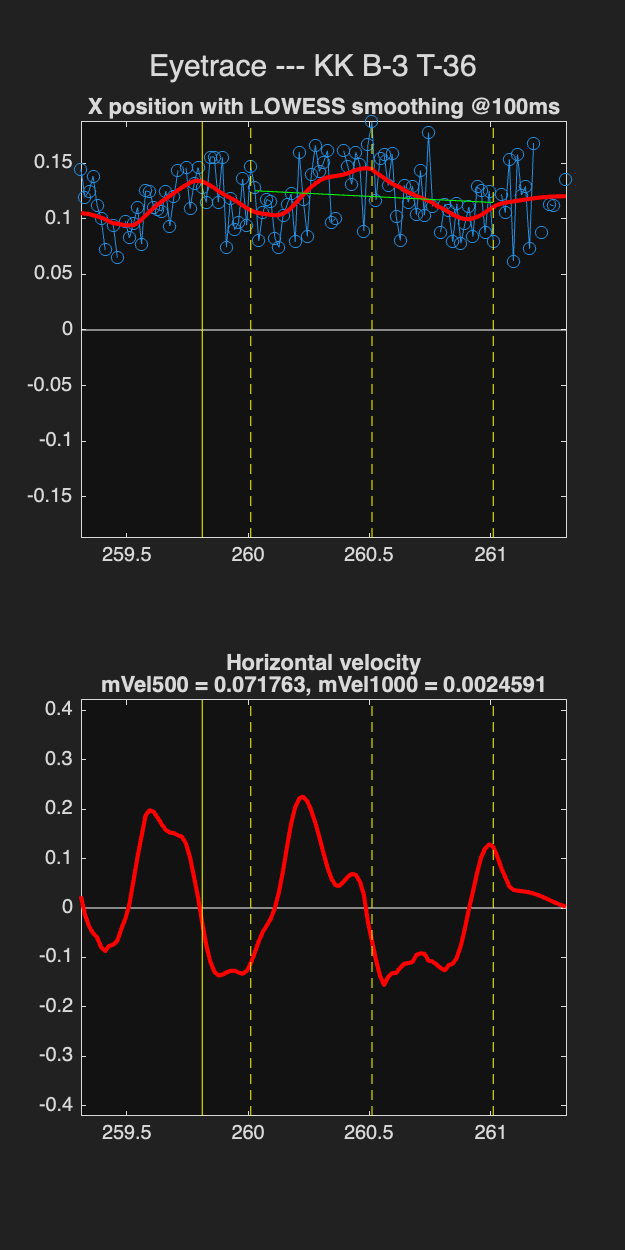 Eyetrace --- KK B-3 T-36
X position with LOWESS smoothing @100ms
0.15
0.1
0.05
0
-0.05
-0.1
-0.15
259.5 260 260.5 261
Horizontal velocity
mVel500 = 0.071763, mVel1000 = 0.0024591
0.4
0.3
0.2
0.1
0
-0.1
-0.2
-0.3
-0.4
259.5 260 260.5 261